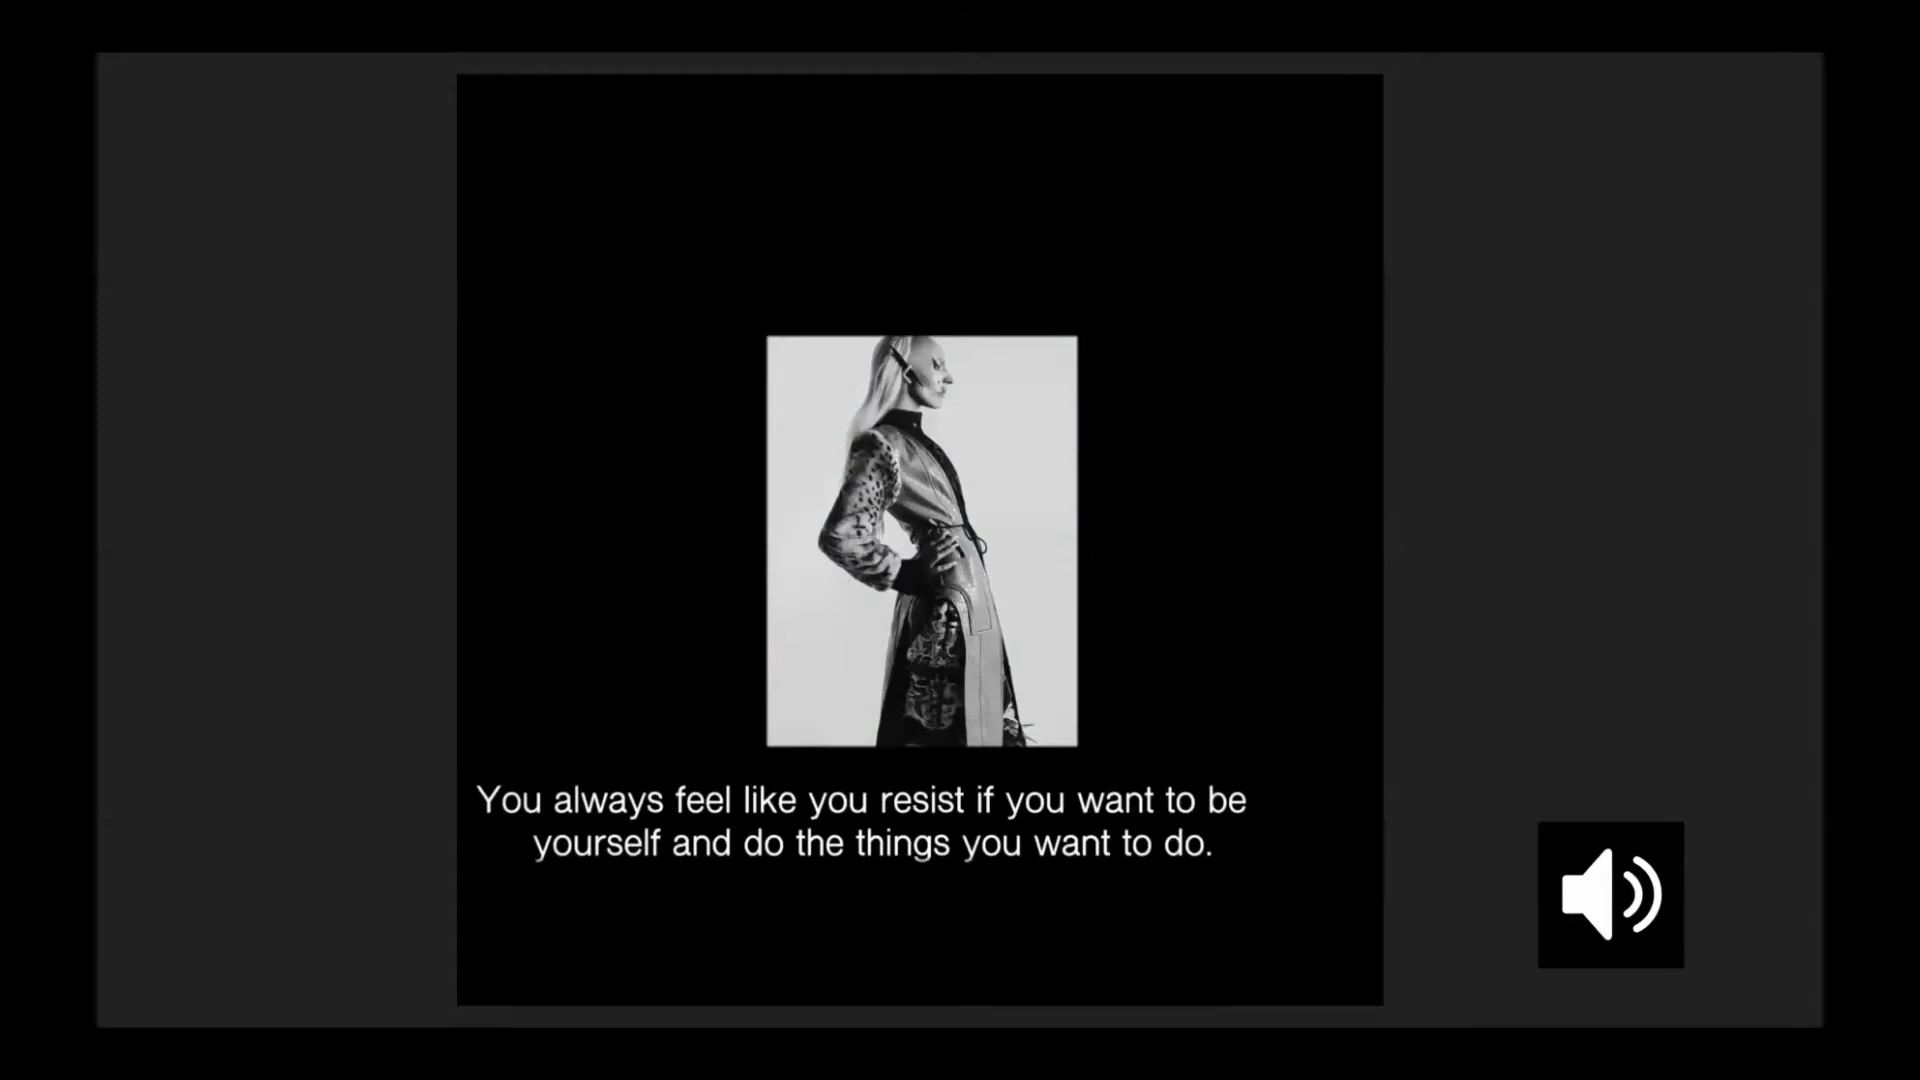 You always feel like you resist if you want to be
yourself and do the things you want to do.